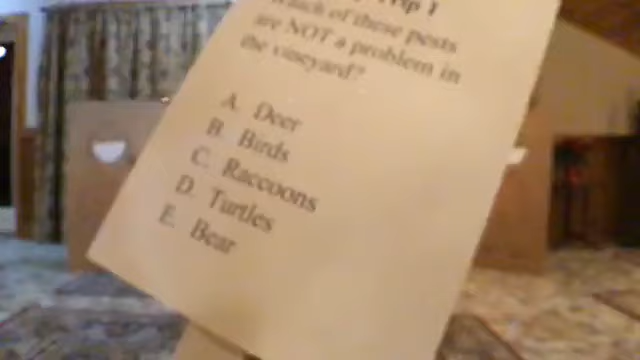 Which of these pests
are NOT a problem in
the vineyard?
A. Deer
B. Birds
C. Raccoons
D. Turtles
E. Bear